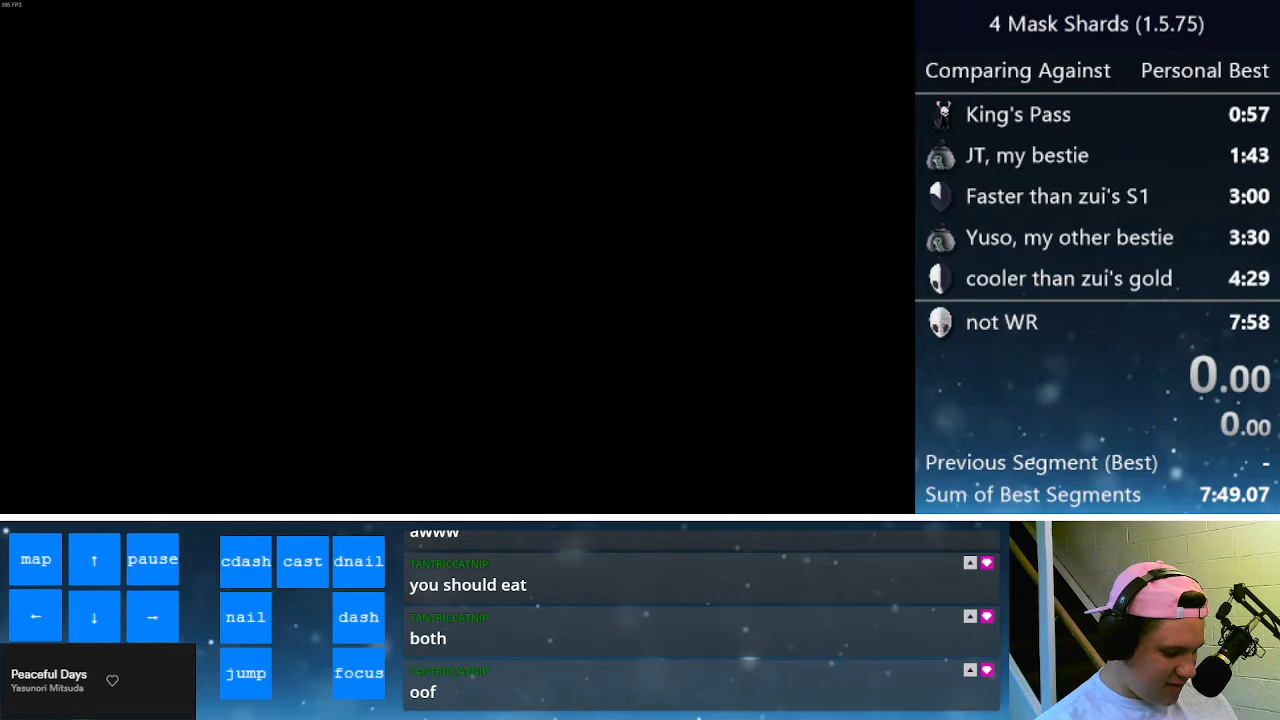 895 FPS
4 Mask Shards (1.5.75)
Comparing Against Personal Best
King's Pass 0:57
JT, my bestie 1:43
Faster than zui's S1 3:00
Yuso, my other bestie 3:30
cooler than zui's gold 4:29
not WR 7:58
0.00
0.00
Previous Segment (Best) -
Sum of Best Segments 7:49.07
map ↑ pause
← ↓ →
cdash cast dnail
nail dash
jump focus
Peaceful Days
Yasunori Mitsuda
awww
TANTRICCATNIP
you should eat
TANTRICCATNIP
both
TANTRICCATNIP
oof